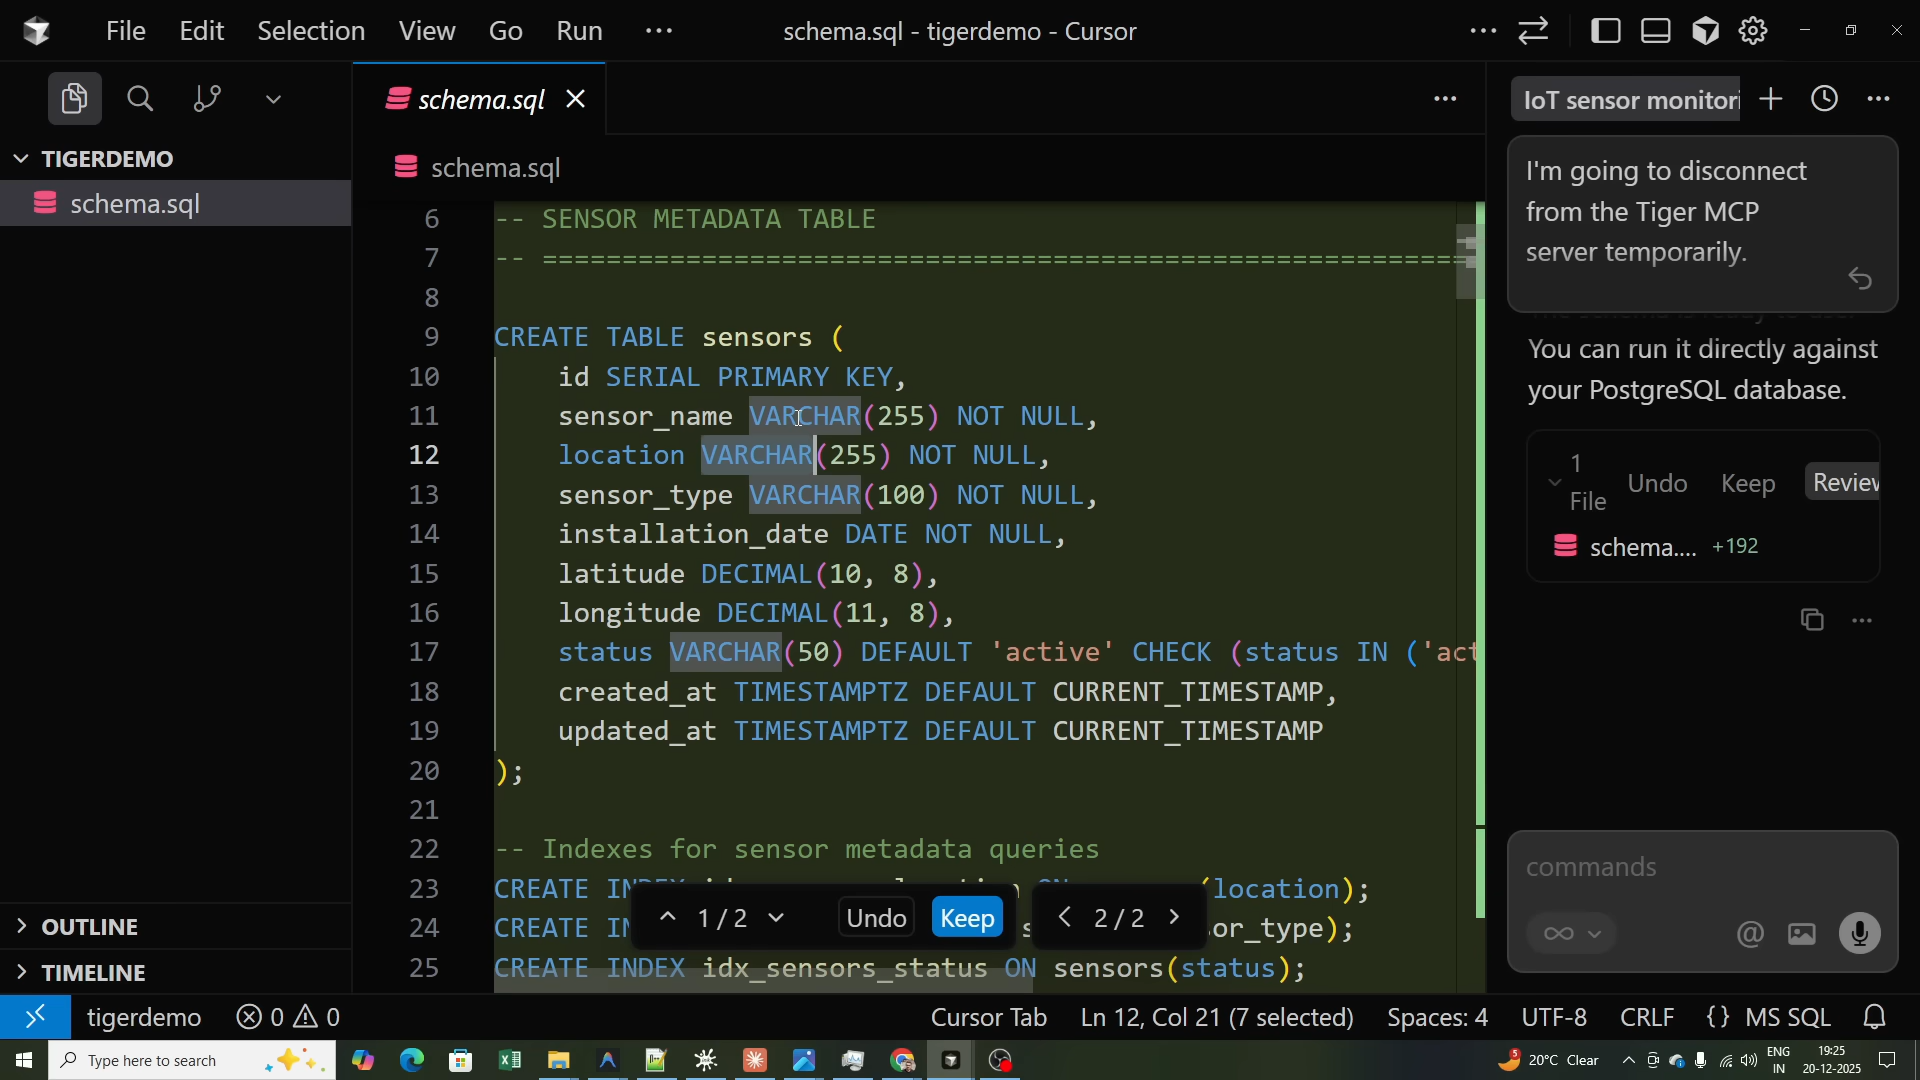 File Edit Selection View Go Run ···
schema.sql - tigerdemo - Cursor
TIGERDEMO
schema.sql
OUTLINE
TIMELINE
schema.sql
schema.sql
6 -- SENSOR METADATA TABLE
7 -- ==========================================================
8
9 CREATE TABLE sensors (
10 id SERIAL PRIMARY KEY,
11 sensor_name VARCHAR(255) NOT NULL,
12 location VARCHAR(255) NOT NULL,
13 sensor_type VARCHAR(100) NOT NULL,
14 installation_date DATE NOT NULL,
15 latitude DECIMAL(10, 8),
16 longitude DECIMAL(11, 8),
17 status VARCHAR(50) DEFAULT 'active' CHECK (status IN ('act
18 created_at TIMESTAMPTZ DEFAULT CURRENT_TIMESTAMP,
19 updated_at TIMESTAMPTZ DEFAULT CURRENT_TIMESTAMP
20 );
21
22 -- Indexes for sensor metadata queries
23 CREATE (location);
24 CREATE or_type);
25 CREATE INDEX idx_sensors_status ON sensors(status);
1 / 2 Undo Keep 2 / 2
IoT sensor monitori
I'm going to disconnect
from the Tiger MCP
server temporarily.
You can run it directly against
your PostgreSQL database.
1
File Undo Keep Review
schema.... +192
commands
tigerdemo 0 0 Cursor Tab Ln 12, Col 21 (7 selected) Spaces: 4 UTF-8 CRLF {} MS SQL
Type here to search
5 20°C Clear
ENG
IN
19:25
20-12-2025